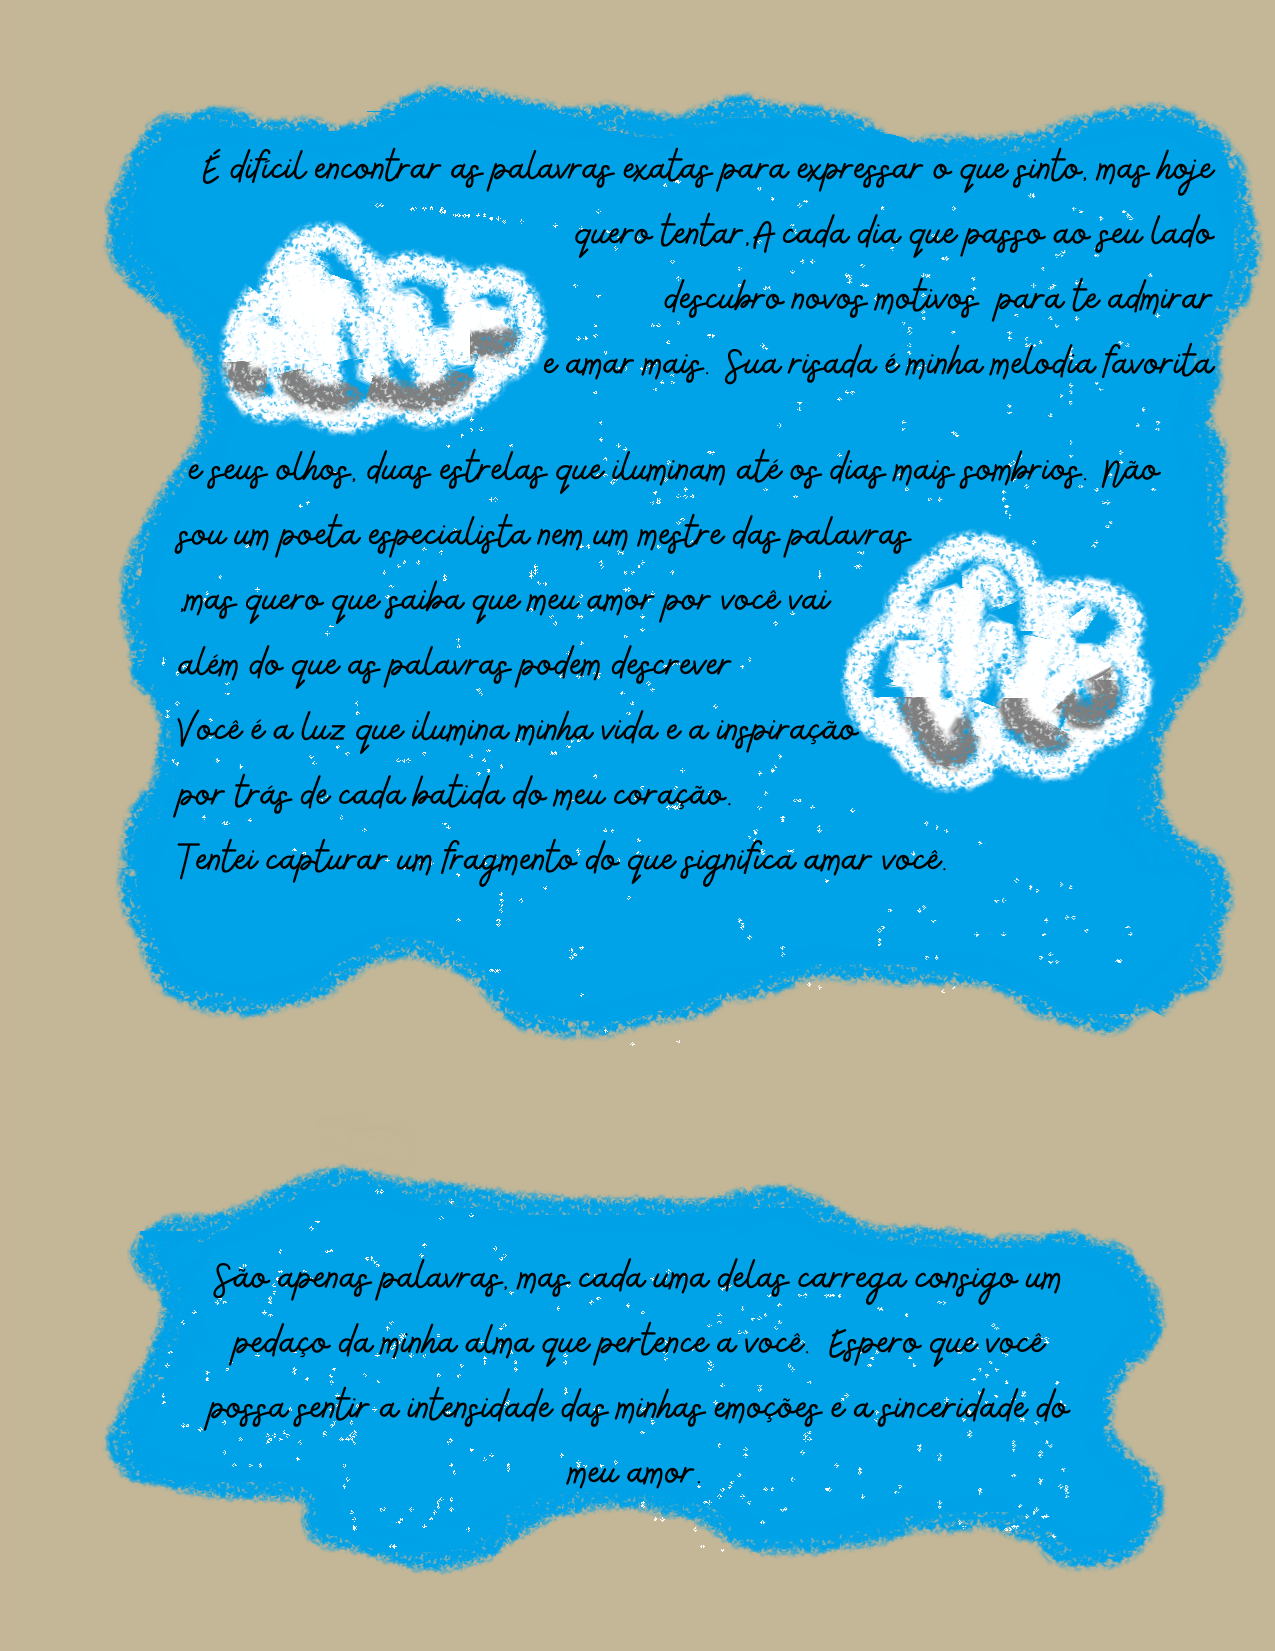 É difícil encontrar as palavras exatas para expressar o que sinto, mas hoje
quero tentar,A cada dia que passo ao seu lado
descubro novos motivos para te admirar
e amar mais. Sua risada é minha melodia favorita
e seus olhos, duas estrelas que iluminam até os dias mais sombrios. Não
sou um poeta especialista nem um mestre das palavras
,mas quero que saiba que meu amor por você vai
além do que as palavras podem descrever
Você é a luz que ilumina minha vida e a inspiração
por trás de cada batida do meu coração.
Tentei capturar um fragmento do que significa amar você.
São apenas palavras, mas cada uma delas carrega consigo um
pedaço da minha alma que pertence a você. Espero que você
possa sentir a intensidade das minhas emoções e a sinceridade do
meu amor.